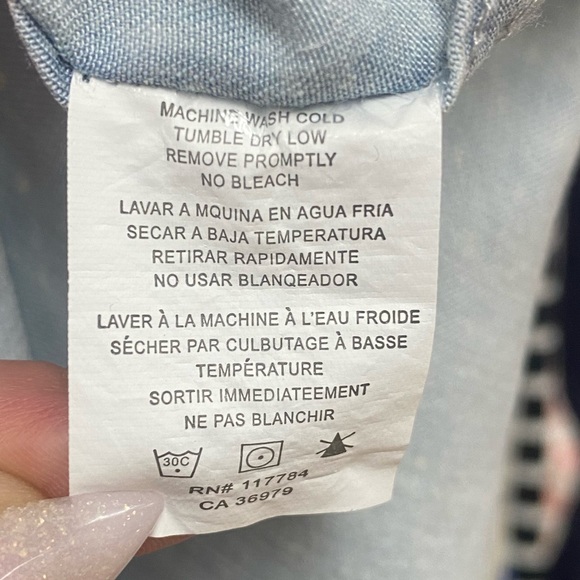 MACHINE WASH COLD
TUMBLE DRY LOW
REMOVE PROMPTLY
NO BLEACH
LAVAR A MQUINA EN AGUA FRÍA
SECAR A BAJA TEMPERATURA
RETIRAR RAPIDAMENTE
NO USAR BLANQEADOR
LAVER À LA MACHINE À L'EAU FROIDE
SÉCHER PAR CULBUTAGE À BASSE
TEMPÉRATURE
SORTIR IMMEDIATEEMENT
NE PAS BLANCHIR
30C
RN# 117784
CA 36979